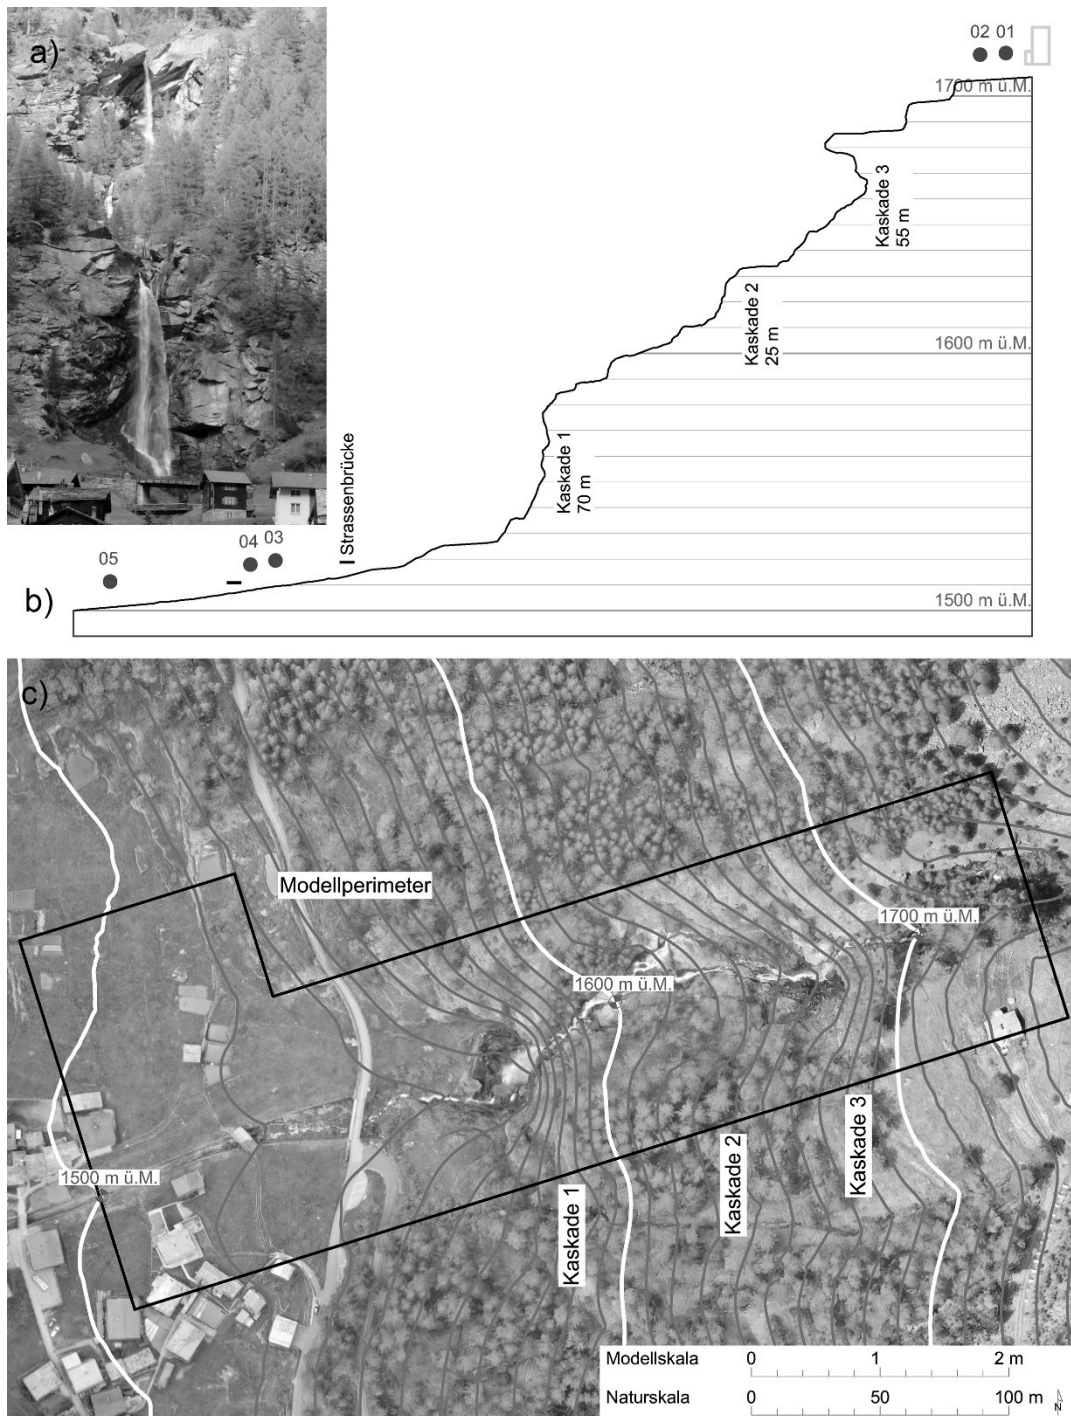 a)
02 01
1700 m ü.M.
Kaskade 3
55 m
Kaskade 2
25 m
1600 m ü.M.
Kaskade 1
70 m
Strassenbrücke
05
04
03
b)
1500 m ü.M.
c)
Modellperimeter
1700 m ü.M.
1600 m ü.M.
1500 m ü.M.
Kaskade 1
Kaskade 2
Kaskade 3
Modellskala 0 1 2 m
Naturskala 0 50 100 m
N